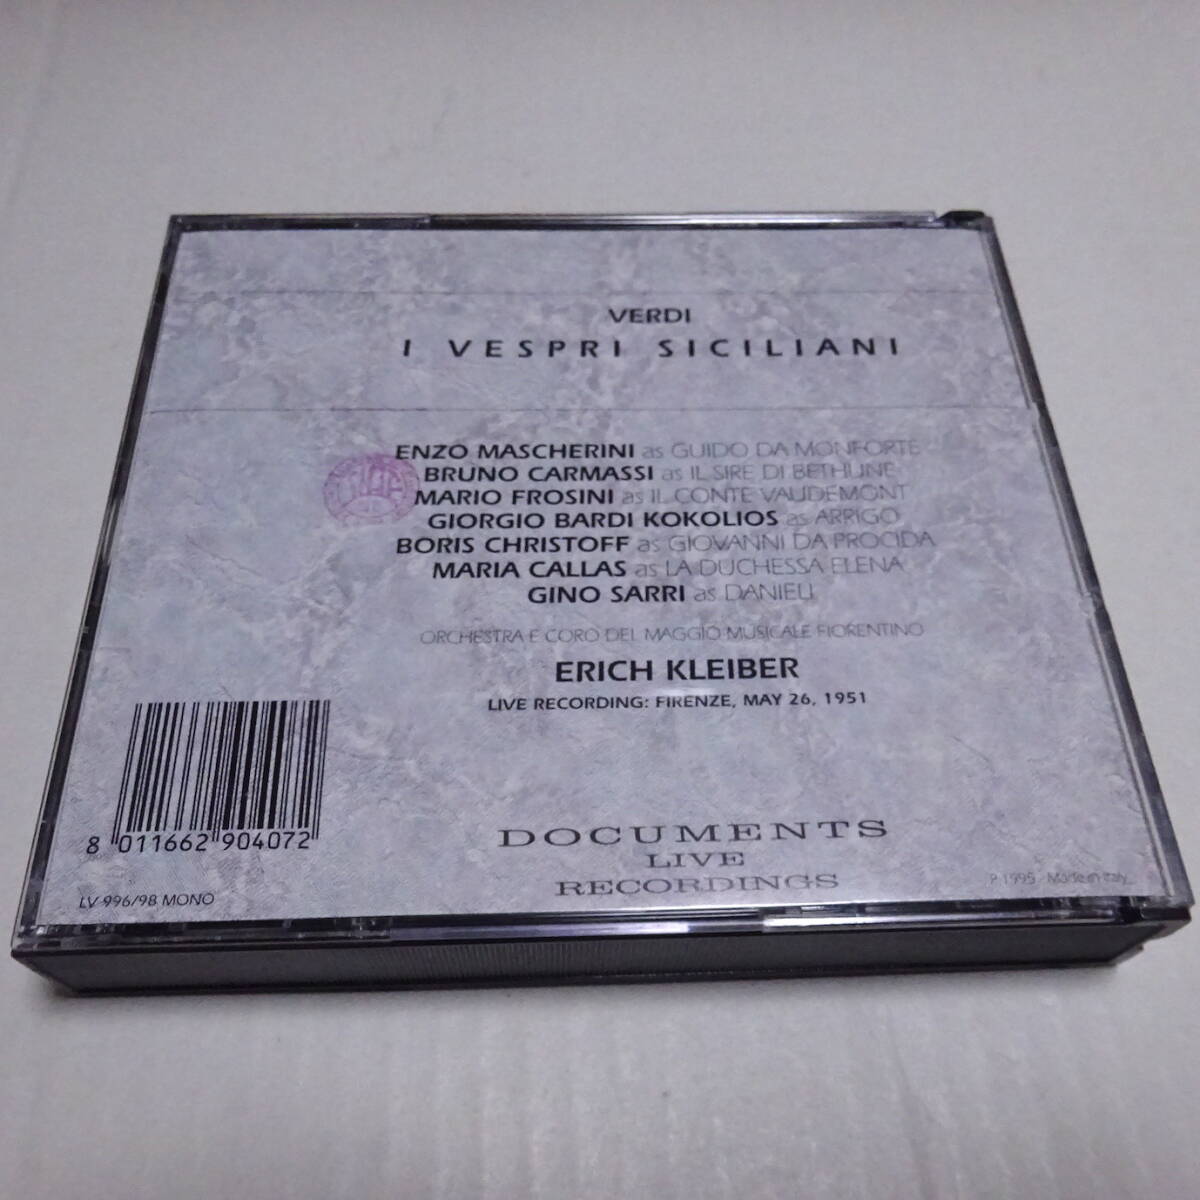 VERDI
I VESPRI SICILIANI
ENZO MASCHERINI as GUIDO DA MONFORTE
BRUNO CARMASSI as IL SIRE DI BETHUNE
MARIO FROSINI as IL CONTE VAUDEMONT
GIORGIO BARDI KOKOLIOS as ARRIGO
BORIS CHRISTOFF as GIOVANNI DA PROCIDA
MARIA CALLAS as LA DUCHESSA ELENA
GINO SARRI as DANIELI
ORCHESTRA E CORO DEL MAGGIO MUSICALE FIORENTINO
ERICH KLEIBER
LIVE RECORDING: FIRENZE, MAY 26, 1951
8 011662 904072
LV 996/98 MONO
DOCUMENTS
LIVE
RECORDINGS
P 1995 - Made in Italy